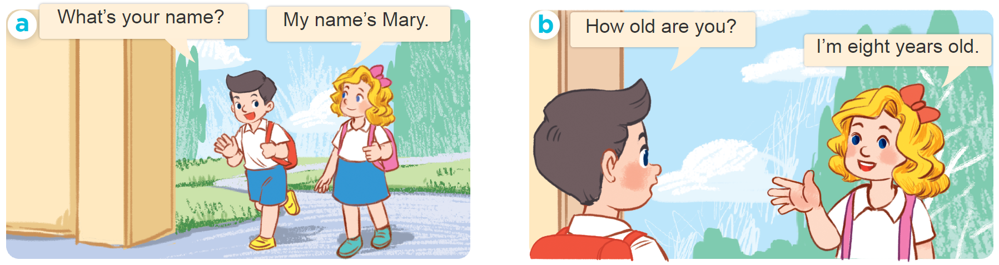 a
What's your name?
My name's Mary.
b
How old are you?
I'm eight years old.